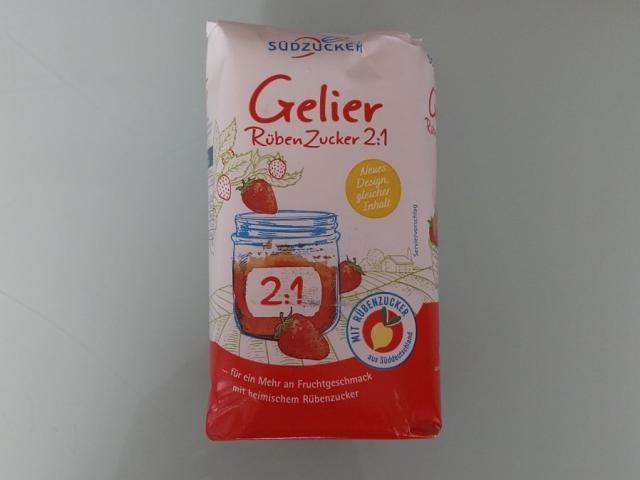 SÜDZUCKER
Gelier
RübenZucker 2:1
Neues
Design,
gleicher
Inhalt
Serviervorschlag
2:1
MIT RÜBENZUCKER
aus Süddeutschland
... für ein Mehr an Fruchtgeschmack
mit heimischem Rübenzucker